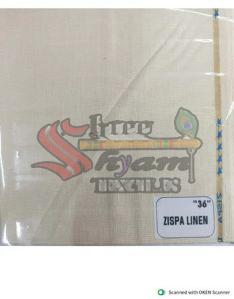 Shree
Shyam
TEXTILES
"36"
ZISPA LINEN
Scanned with OKEN Scanner